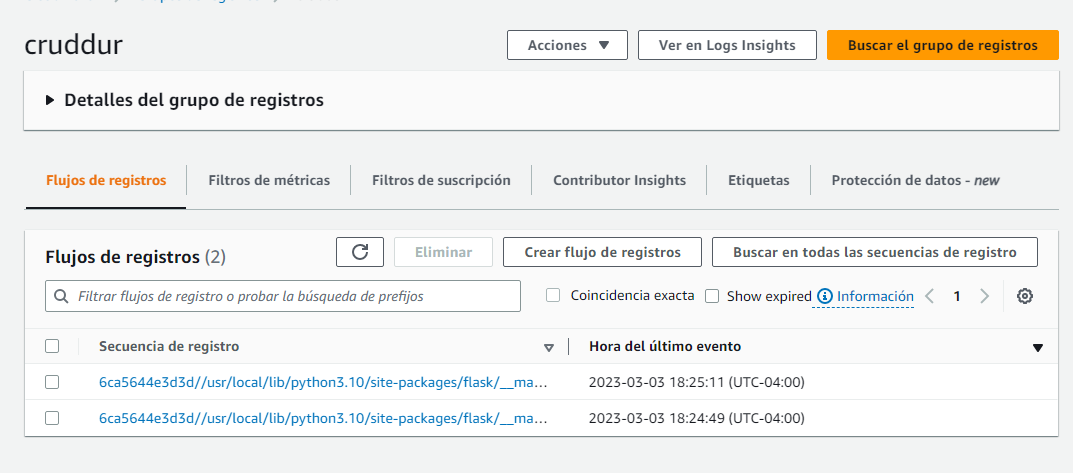 cruddur
Acciones ▼ Ver en Logs Insights Buscar el grupo de registros
Detalles del grupo de registros
Flujos de registros Filtros de métricas Filtros de suscripción Contributor Insights Etiquetas Protección de datos - new
Flujos de registros (2) Eliminar Crear flujo de registros Buscar en todas las secuencias de registro
Filtrar flujos de registro o probar la búsqueda de prefijos Coincidencia exacta Show expired Información 1
Secuencia de registro Hora del último evento
6ca5644e3d3d//usr/local/lib/python3.10/site-packages/flask/__ma... 2023-03-03 18:25:11 (UTC-04:00)
6ca5644e3d3d//usr/local/lib/python3.10/site-packages/flask/__ma... 2023-03-03 18:24:49 (UTC-04:00)